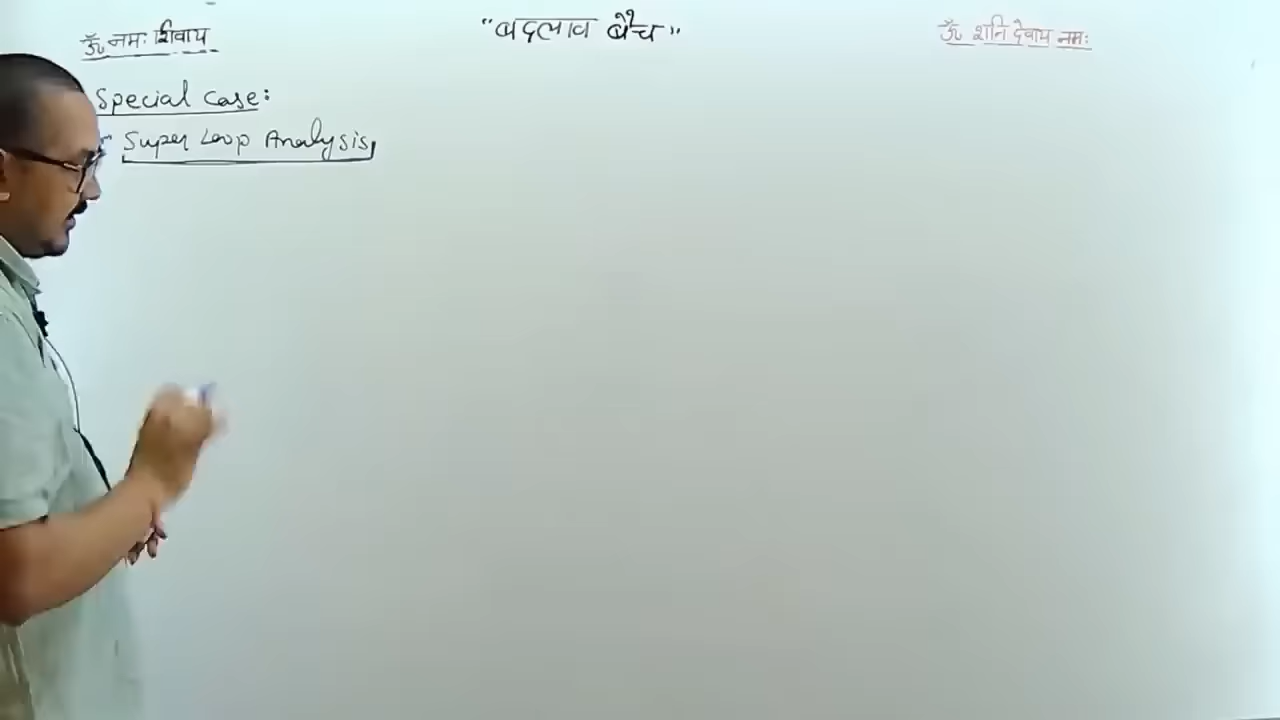 ॐ नमः शिवाय
"बदलाव बैच"
ॐ शनि देवाय नमः
Special Case:
Super Loop Analysis